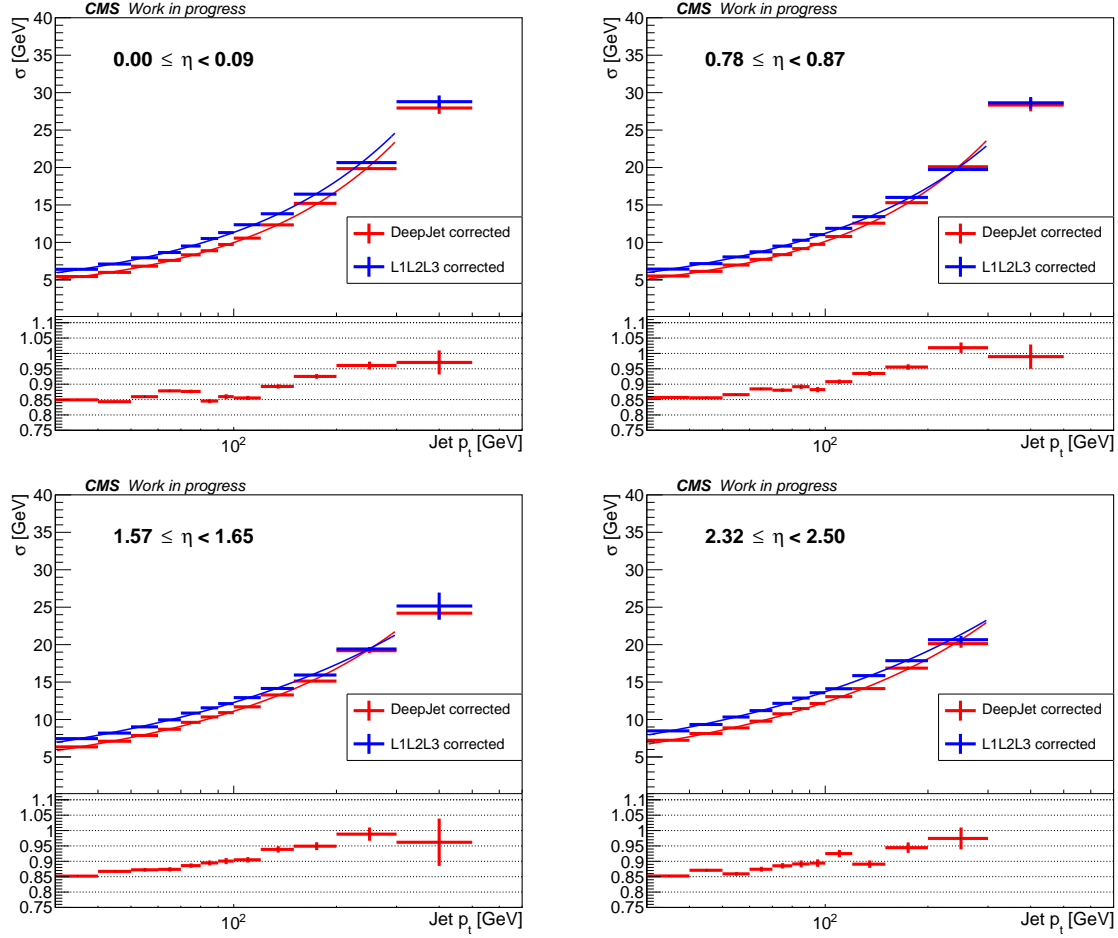 CMS Work in progress
σ [GeV]
40
35
30
25
20
15
10
5
0.00 ≤ η < 0.09
DeepJet corrected
L1L2L3 corrected
1.1
1.05
1
0.95
0.9
0.85
0.8
0.75
10²
Jet p_t [GeV]
CMS Work in progress
σ [GeV]
40
35
30
25
20
15
10
5
0.78 ≤ η < 0.87
DeepJet corrected
L1L2L3 corrected
1.1
1.05
1
0.95
0.9
0.85
0.8
0.75
10²
Jet p_t [GeV]
CMS Work in progress
σ [GeV]
40
35
30
25
20
15
10
5
1.57 ≤ η < 1.65
DeepJet corrected
L1L2L3 corrected
1.1
1.05
1
0.95
0.9
0.85
0.8
0.75
10²
Jet p_t [GeV]
CMS Work in progress
σ [GeV]
40
35
30
25
20
15
10
5
2.32 ≤ η < 2.50
DeepJet corrected
L1L2L3 corrected
1.1
1.05
1
0.95
0.9
0.85
0.8
0.75
10²
Jet p_t [GeV]